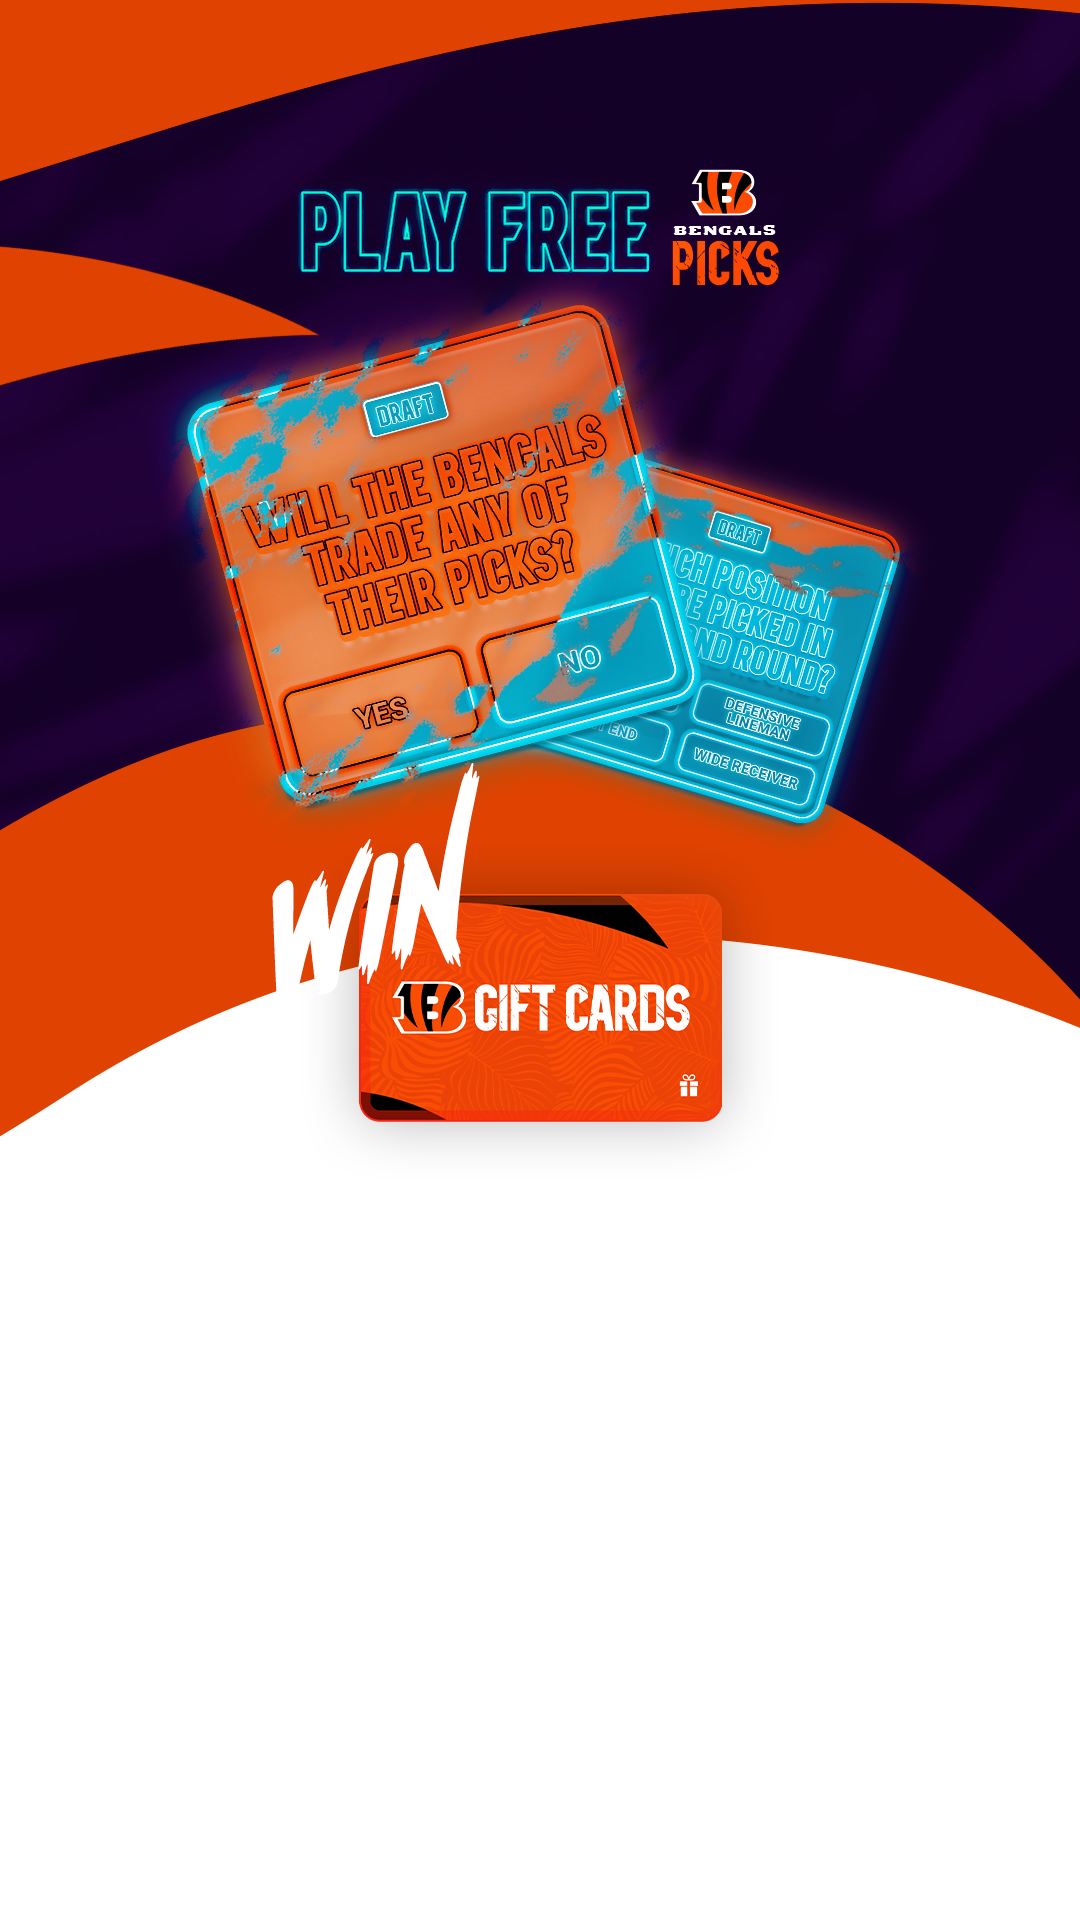 PLAY FREE
B
BENGALS
PICKS
DRAFT
WILL THE BENGALS
TRADE ANY OF
THEIR PICKS?
YES
NO
DRAFT
POSITION
BE PICKED IN
ROUND?
DEFENSIVE
LINEMAN
END
WIDE RECEIVER
WIN
B GIFT CARDS